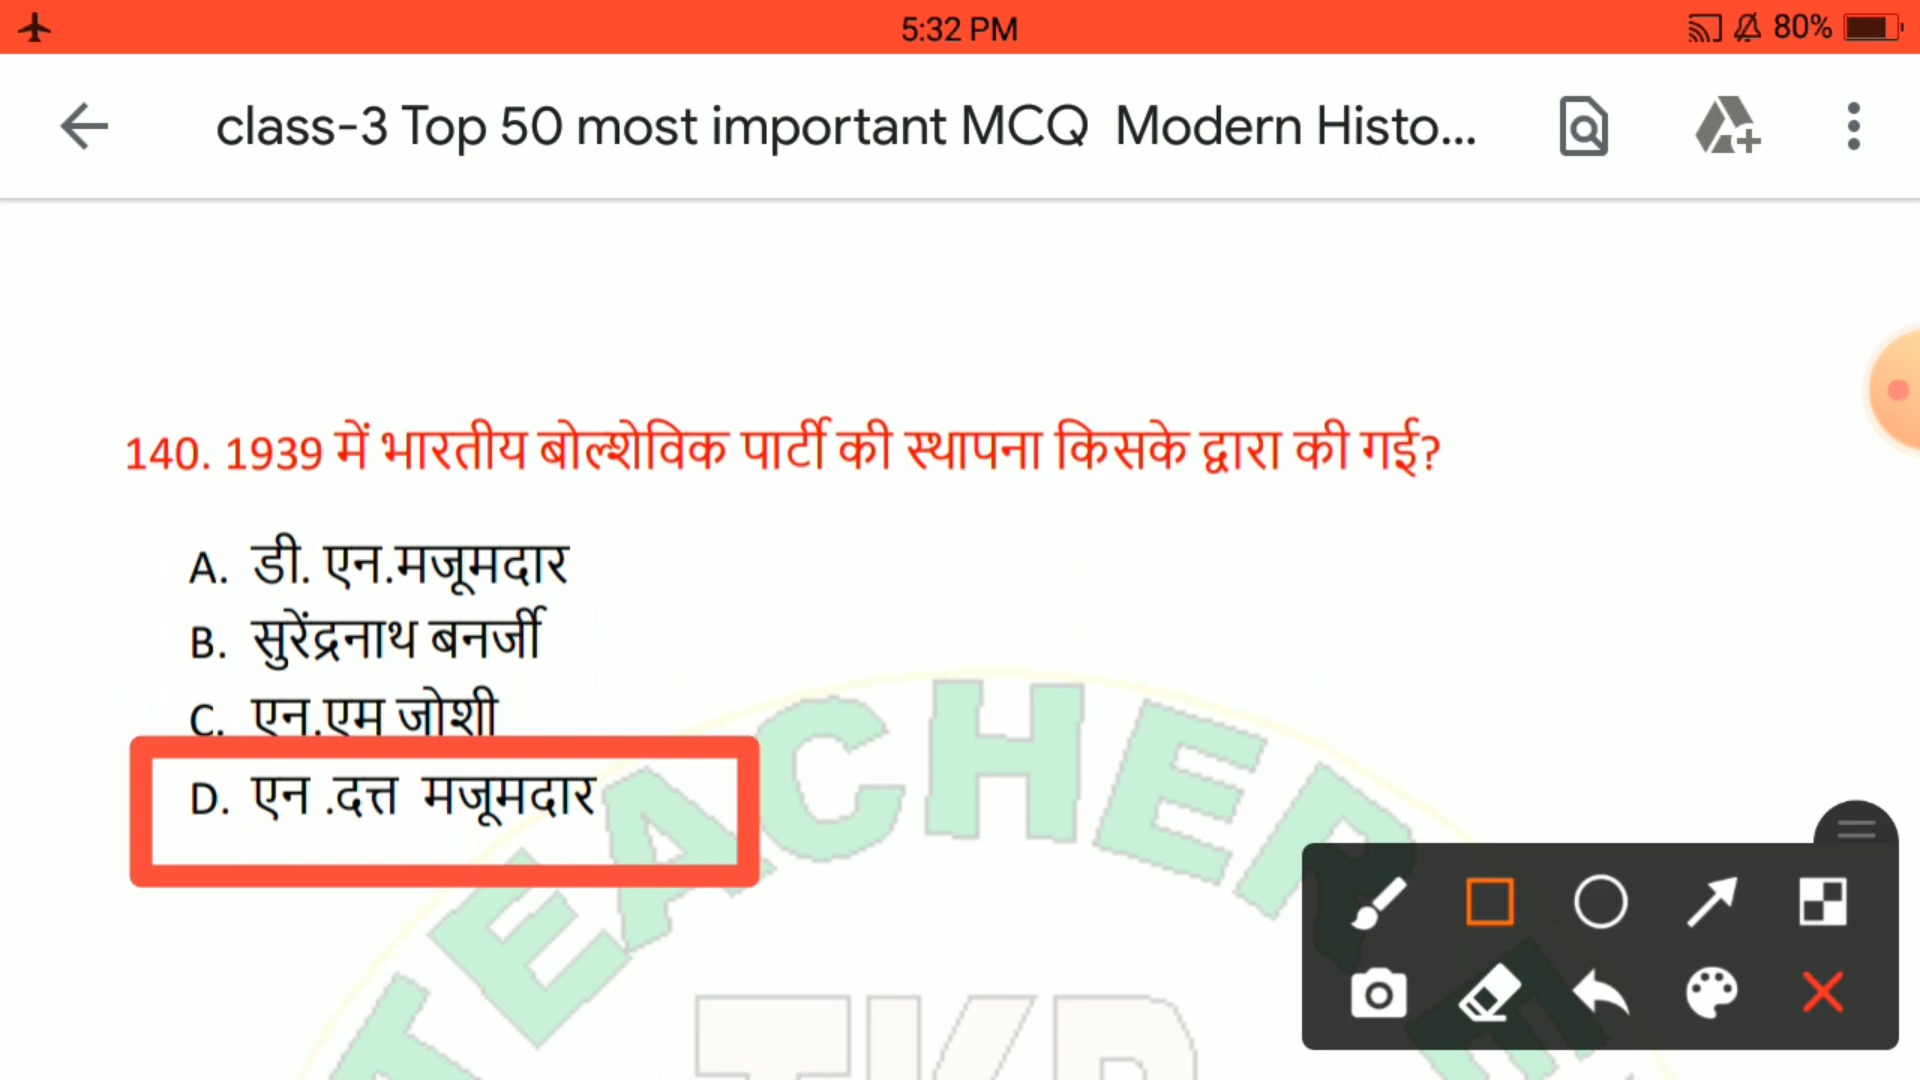 5:32 PM
80%
class-3 Top 50 most important MCQ Modern Histo...
140. 1939 में भारतीय बोल्शेविक पार्टी की स्थापना किसके द्वारा की गई?
A. डी. एन.मजूमदार
B. सुरेंद्रनाथ बनर्जी
C. एन.एम जोशी
D. एन .दत्त मजूमदार
TEACHER
TKP